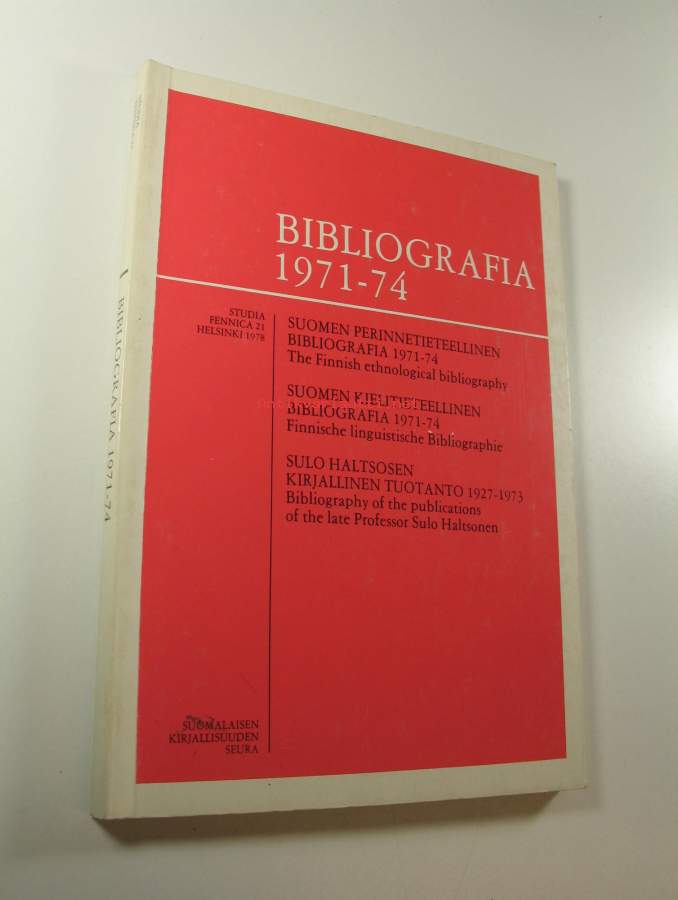 BIBLIOGRAFIA
1971-74
STUDIA
FENNICA 21
HELSINKI 1978
SUOMEN PERINNETIETEELLINEN
BIBLIOGRAFIA 1971-74
The Finnish ethnological bibliography
SUOMEN KIELITIETEELLINEN
BIBLIOGRAFIA 1971-74
Finnische linguistische Bibliographie
SULO HALTSOSEN
KIRJALLINEN TUOTANTO 1927-1973
Bibliography of the publications
of the late Professor Sulo Haltsonen
SUOMALAISEN
KIRJALLISUUDEN
SEURA
BIBLIOGRAFIA 1971-74